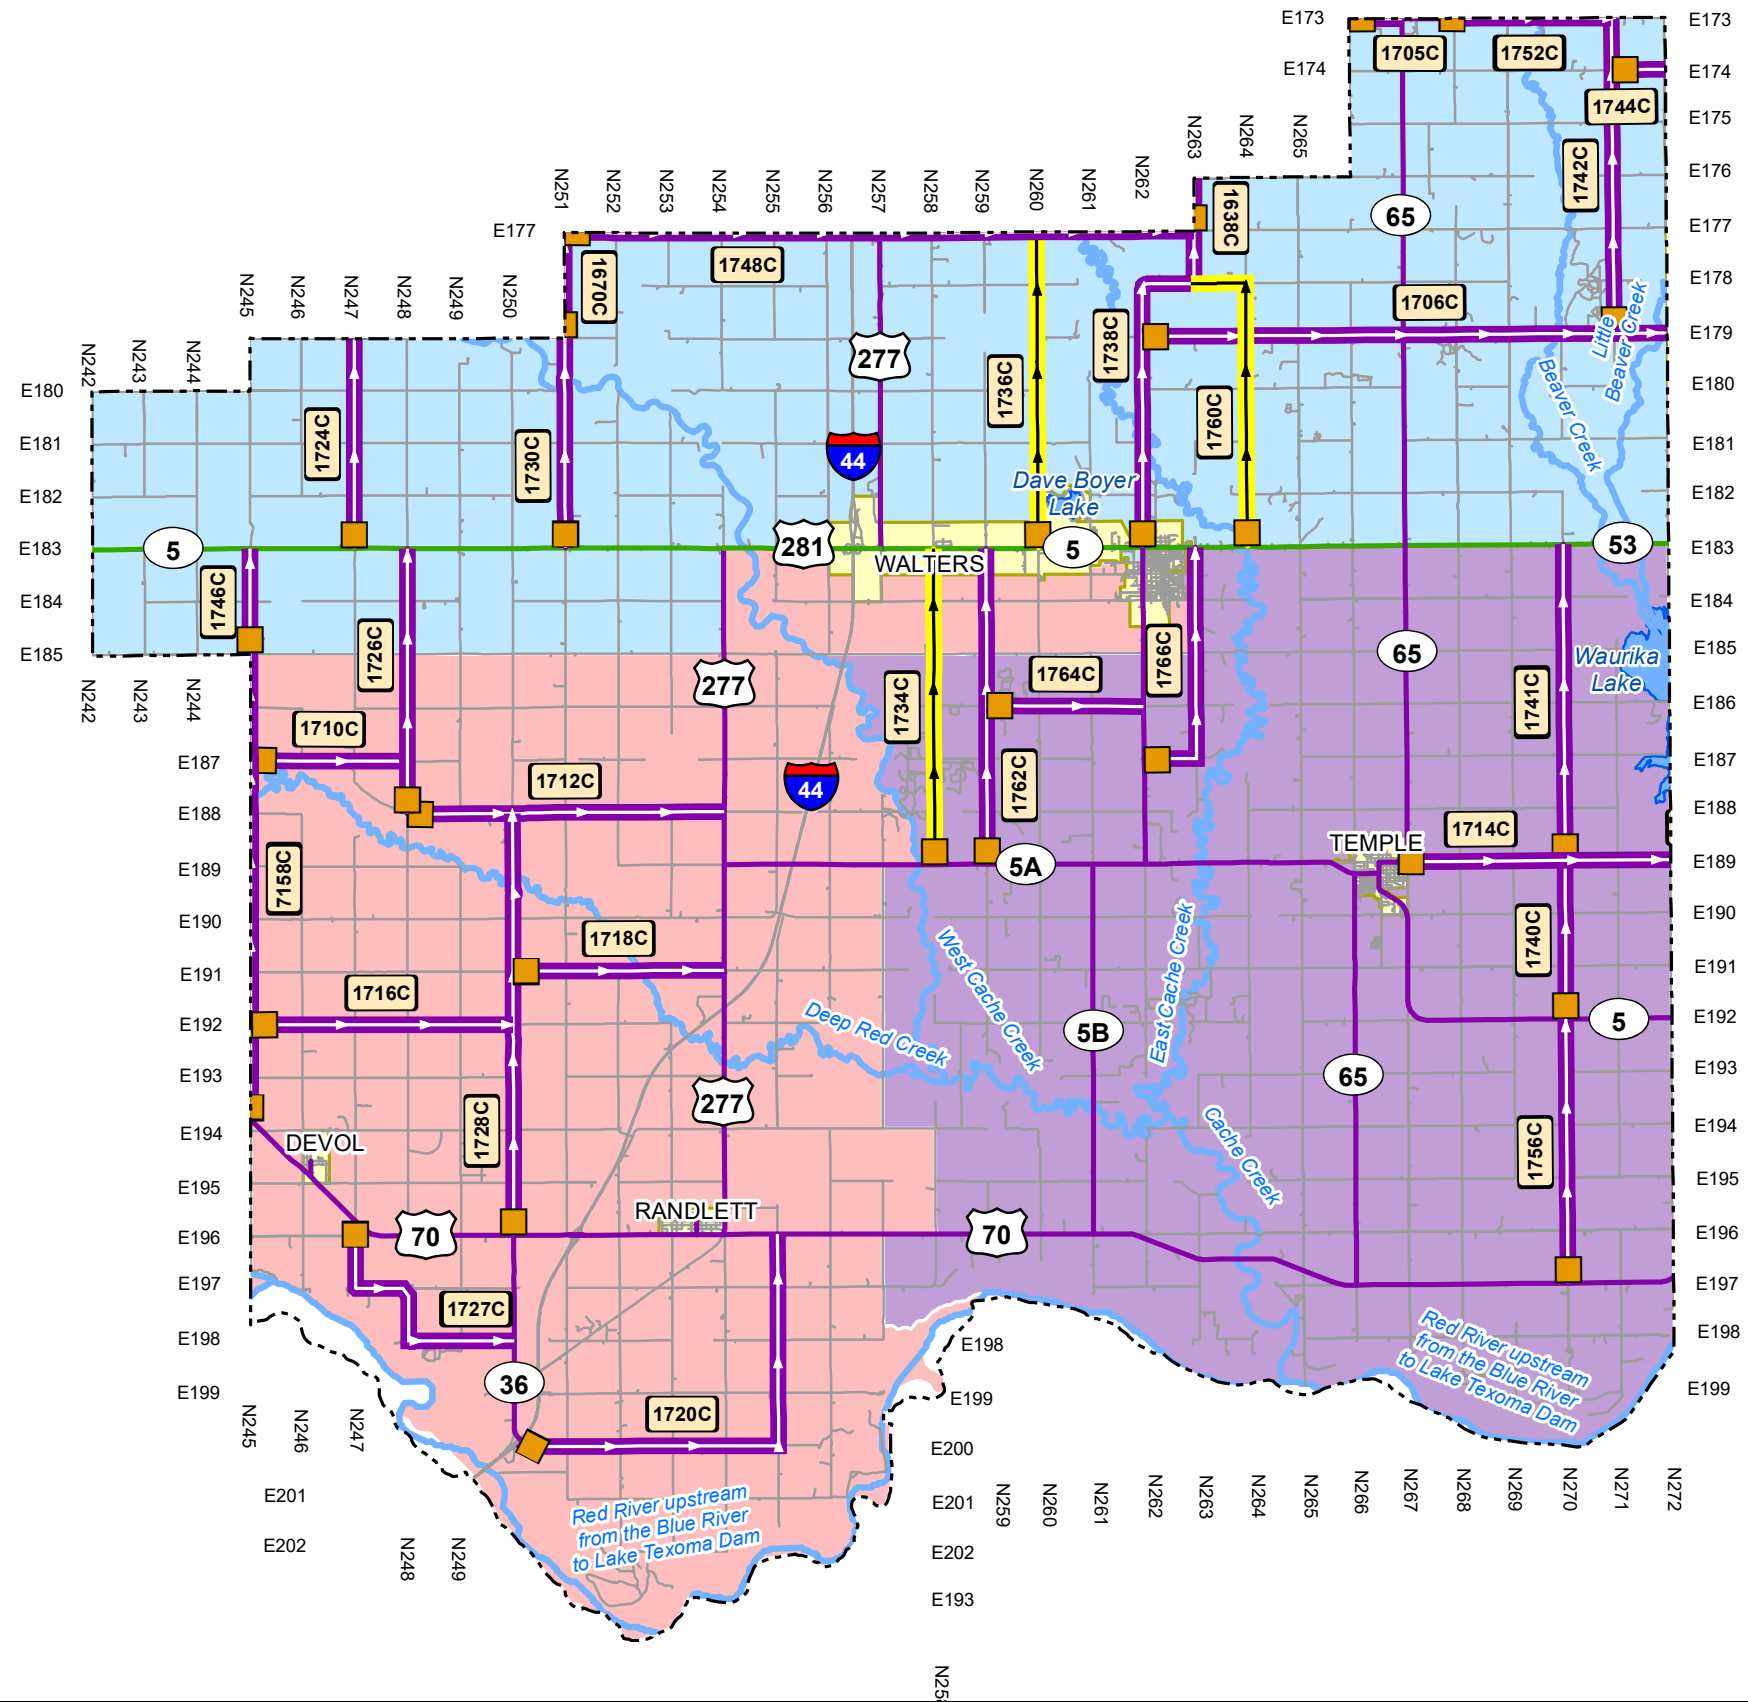 E173
E173
1705C
1752C
E174
E174
1744C
E175
N263
N264
N265
1742C
E176
N251
N252
N253
N254
N255
N256
N257
N258
N259
N260
N261
N262
1638C
65
E177
E177
1748C
1670C
E178
N245
N246
N247
N248
N249
N250
1706C
Little
Beaver Creek
E179
277
1738C
N242
N243
N244
E180
1736C
E180
Beaver Creek
1724C
1730C
44
1760C
E181
E181
Dave Boyer
Lake
E182
E182
5
281
5
53
E183
E183
WALTERS
1746C
E184
E184
1726C
1766C
65
E185
E185
Waurika
Lake
277
1764C
1734C
1741C
N242
N243
N244
E186
1710C
E187
44
1762C
E187
1712C
E188
E188
1714C
TEMPLE
5A
E189
E189
7158C
E190
E190
1718C
1740C
West Cache Creek
East Cache Creek
E191
E191
1716C
E192
Deep Red Creek
5B
5
E192
E193
65
E193
277
1728C
E194
DEVOL
Cache Creek
E194
1756C
E195
E195
RANDLETT
E196
70
70
E196
E197
E197
1727C
E198
E198
Red River upstream
from the Blue River
to Lake Texoma Dam
E198
E199
36
E199
E199
N245
N246
N247
1720C
E200
E201
E201
N259
N260
N261
N262
N263
N264
N265
N266
N267
N268
N269
N270
N271
N272
Red River upstream
from the Blue River
to Lake Texoma Dam
E202
N248
N249
E202
E193